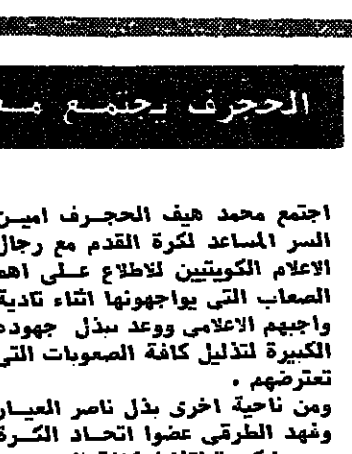 الحجرف يجتمع مع
اجتمع محمد هيف الحجرف امين
السر المساعد لكرة القدم مع رجال
الاعلام الكويتيين للاطلاع على اهم
الصعاب التي يواجهونها اثناء تادية
واجبهم الاعلامي ووعد ببذل جهوده
الكبيرة لتذليل كافة الصعوبات التي
تعترضهم .
ومن ناحية اخرى بذل ناصر العيار
وفهد الطرقي عضوا اتحاد الكرة